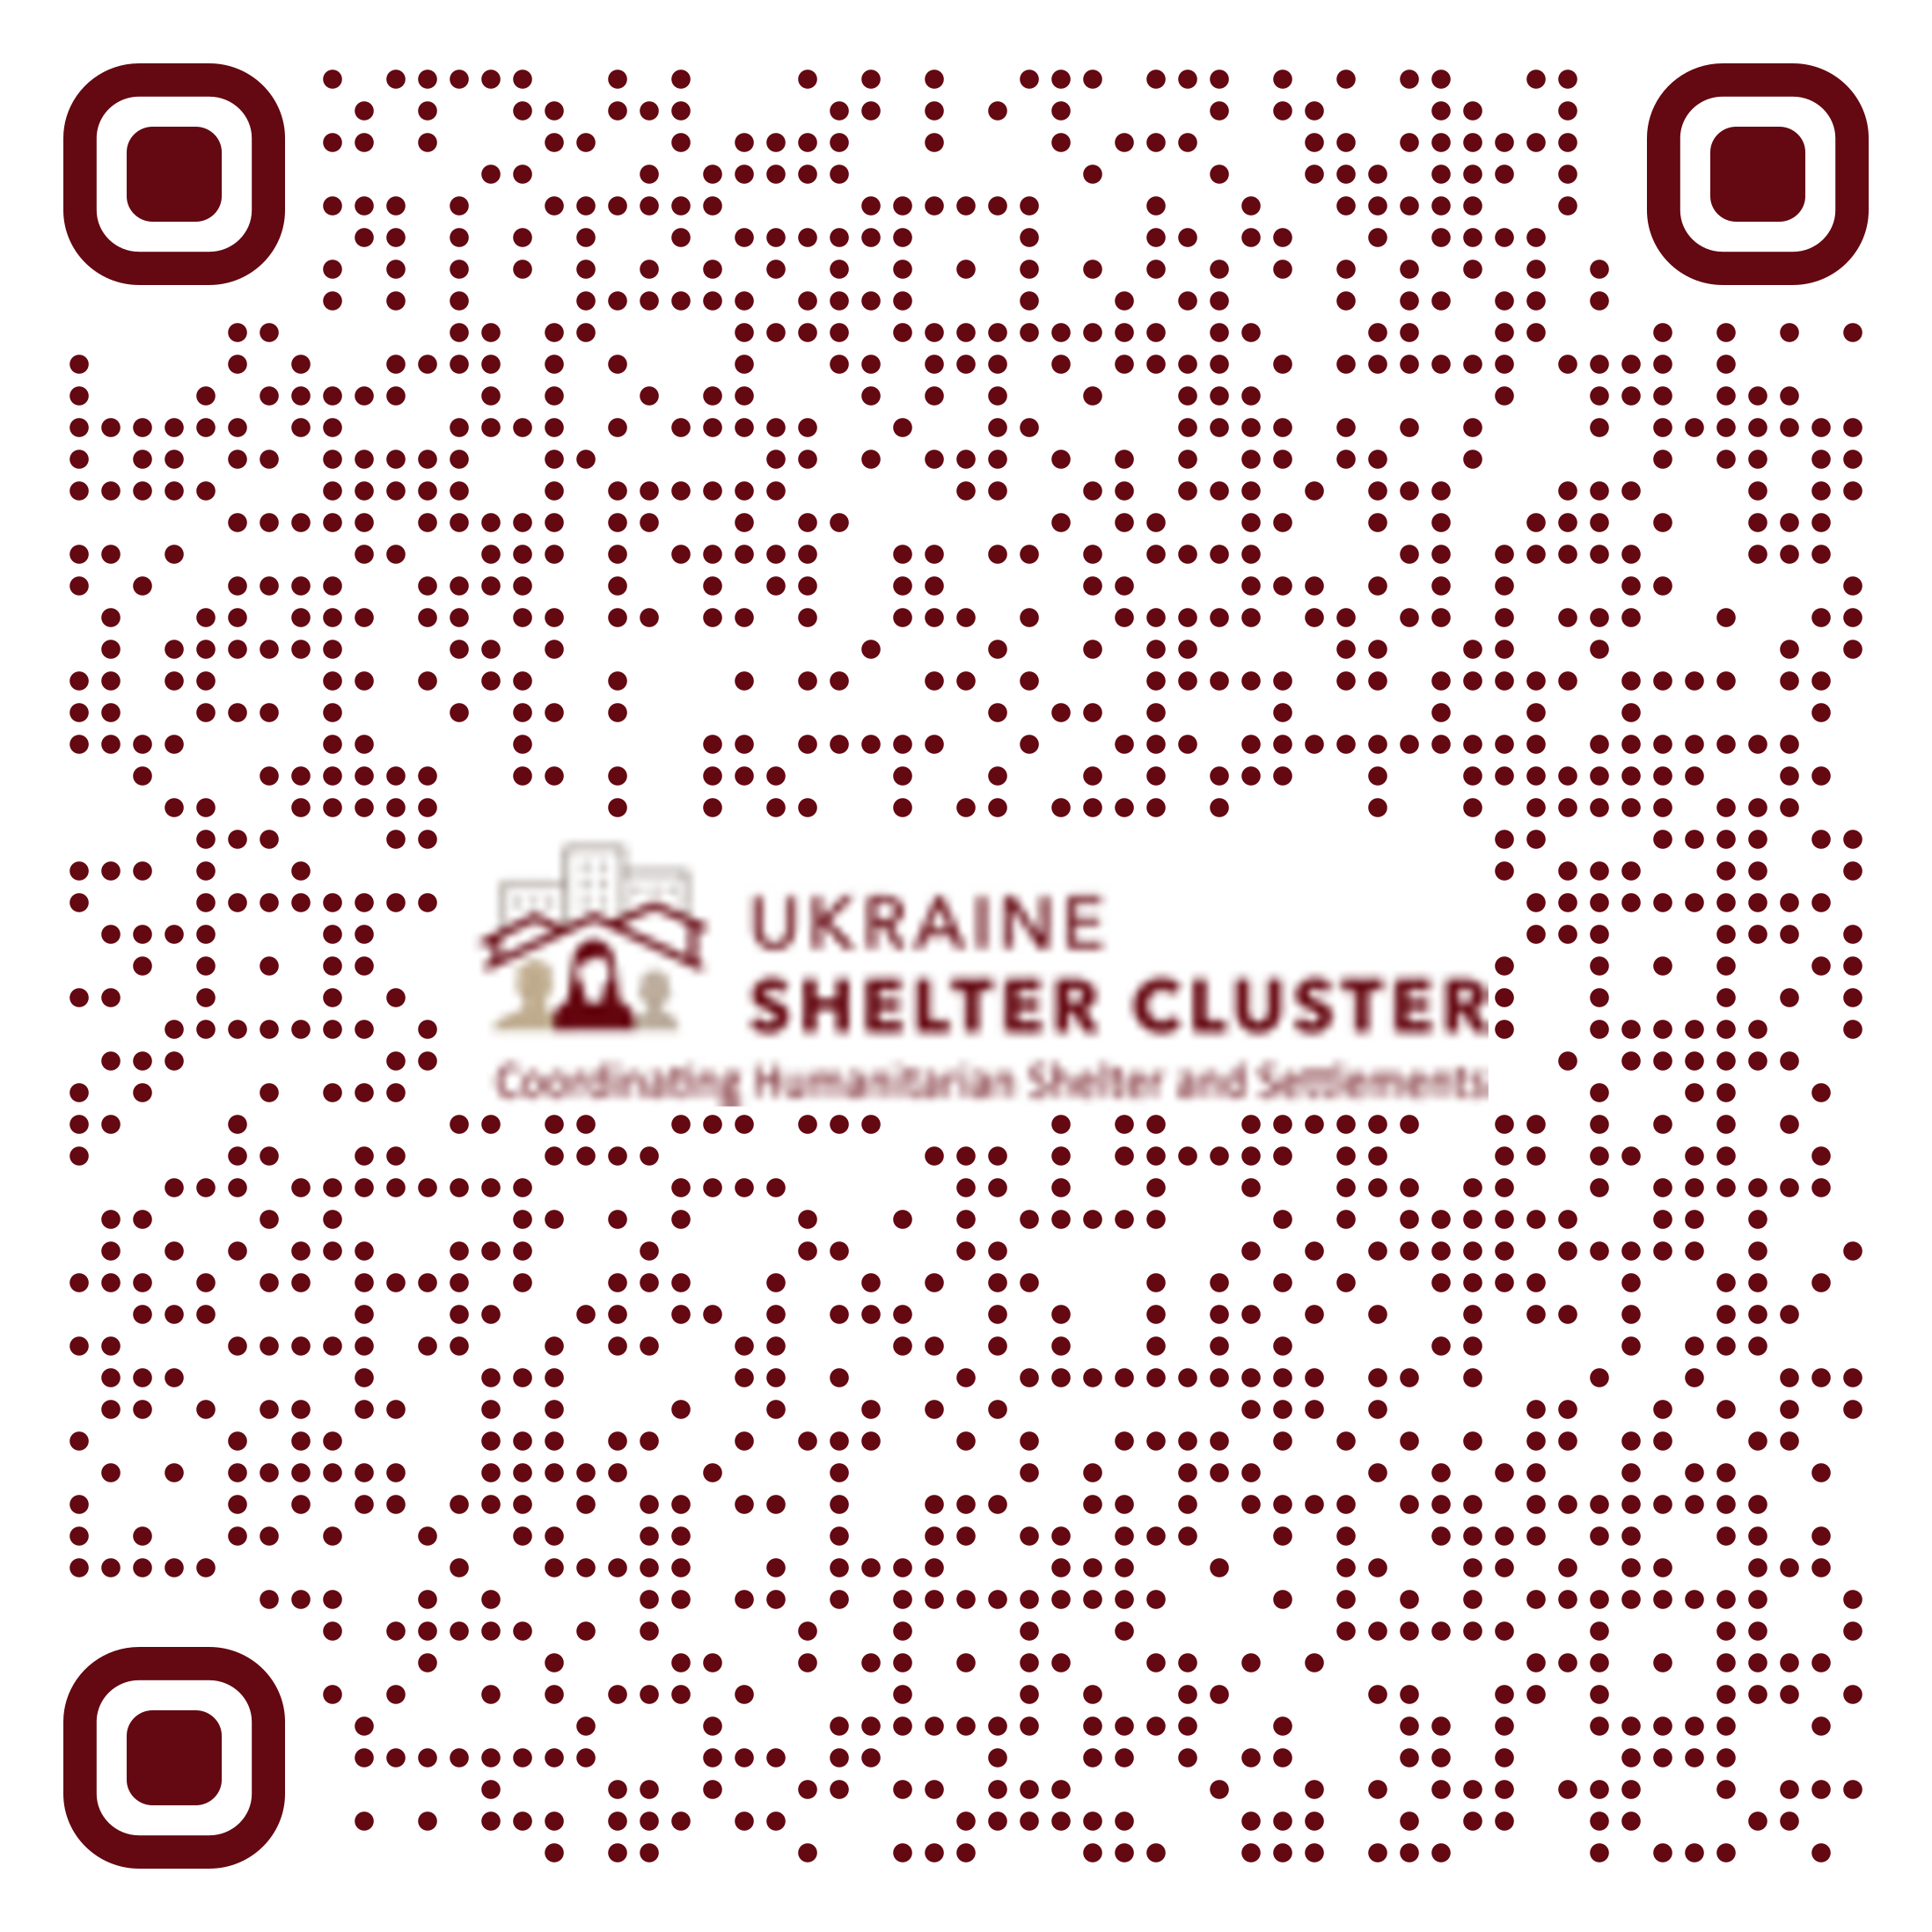 UKRAINE
SHELTER CLUSTER
Coordinating Humanitarian Shelter and Settlements